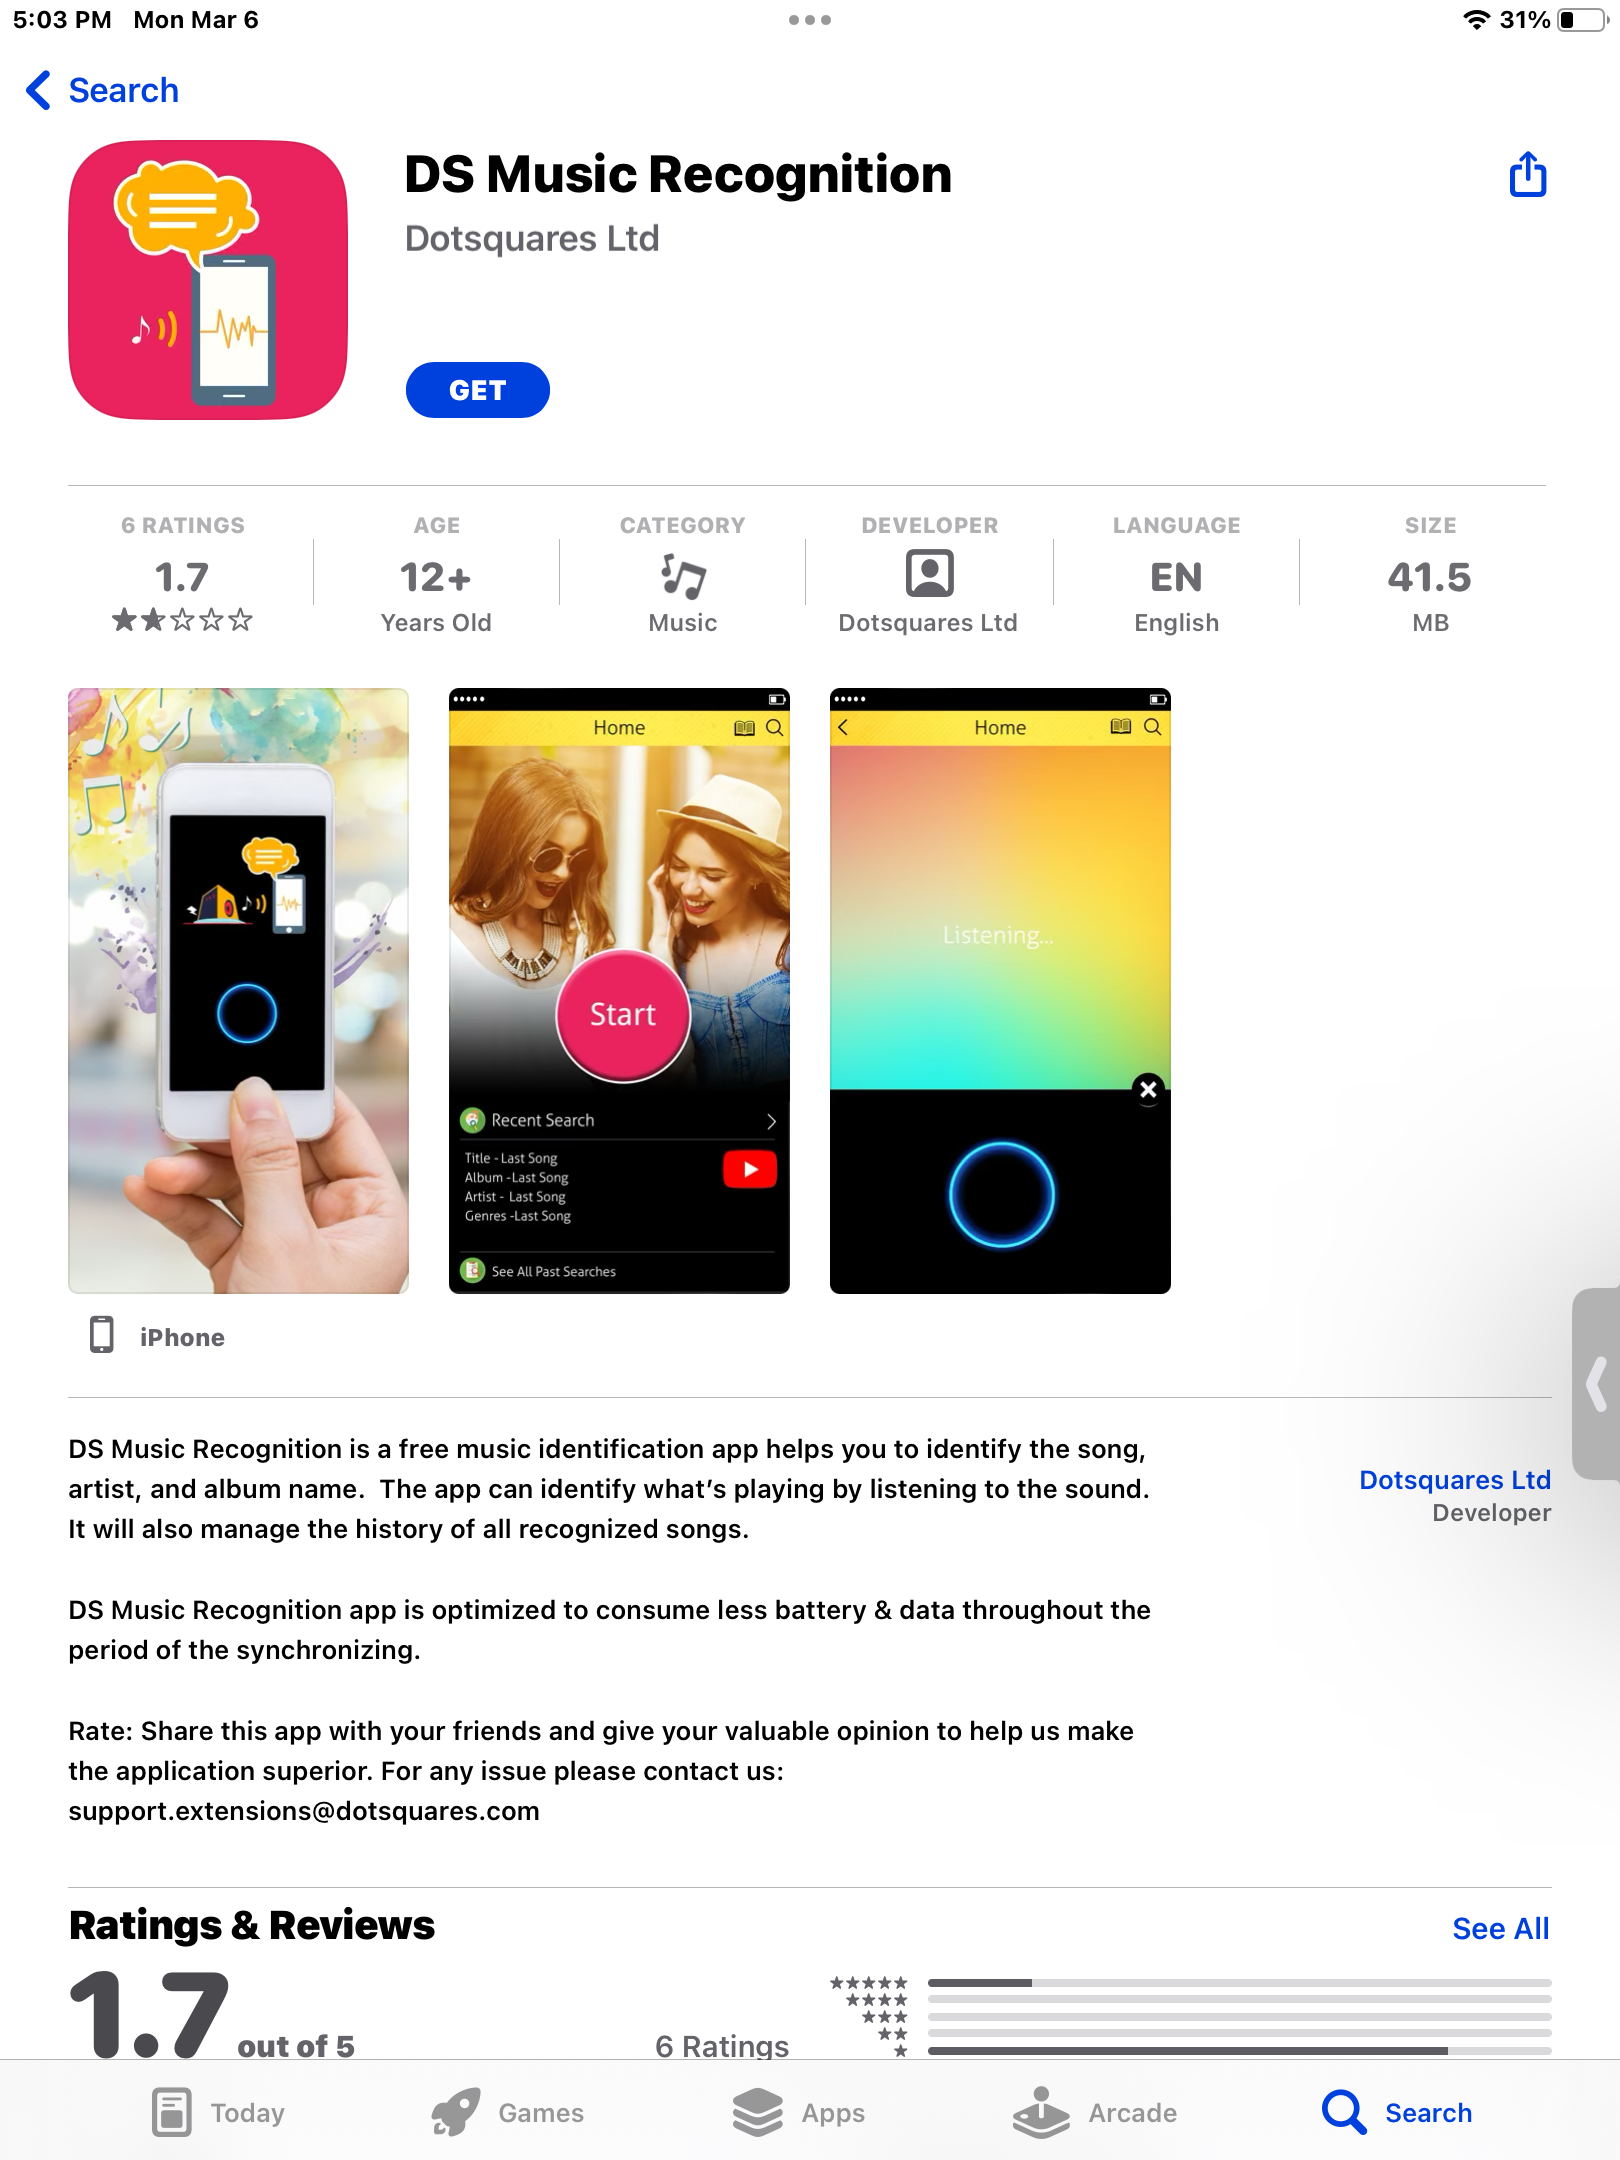 5:03 PM Mon Mar 6
31%
Search
DS Music Recognition
Dotsquares Ltd
GET
6 RATINGS
1.7
AGE
12+
Years Old
CATEGORY
Music
DEVELOPER
Dotsquares Ltd
LANGUAGE
EN
English
SIZE
41.5
MB
Home
Start
Recent Search
Title - Last Song
Album -Last Song
Artist - Last Song
Genres -Last Song
See All Past Searches
Home
Listening...
iPhone
DS Music Recognition is a free music identification app helps you to identify the song,
artist, and album name.  The app can identify what’s playing by listening to the sound.
It will also manage the history of all recognized songs.
DS Music Recognition app is optimized to consume less battery & data throughout the
period of the synchronizing.
Rate: Share this app with your friends and give your valuable opinion to help us make
the application superior. For any issue please contact us:
support.extensions@dotsquares.com
Dotsquares Ltd
Developer
Ratings & Reviews
See All
1.7 out of 5
6 Ratings
Today
Games
Apps
Arcade
Search